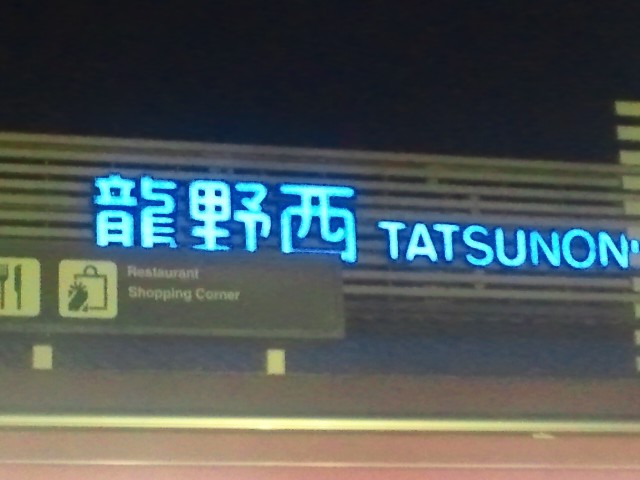 龍野西 TATSUNON
Restaurant
Shopping Corner